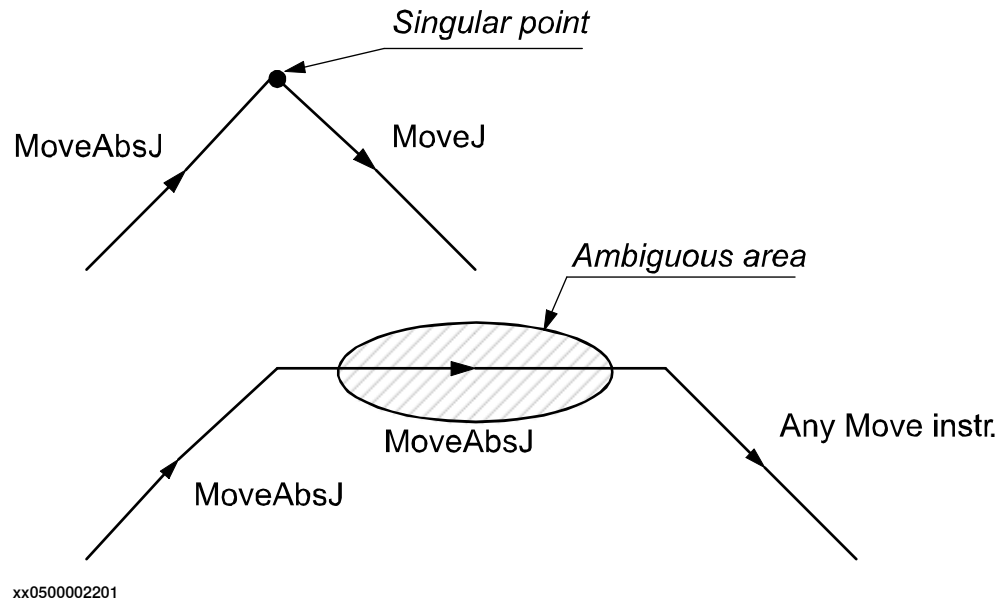 Singular point
MoveAbsJ
MoveJ
Ambiguous area
MoveAbsJ
Any Move instr.
MoveAbsJ
xx0500002201